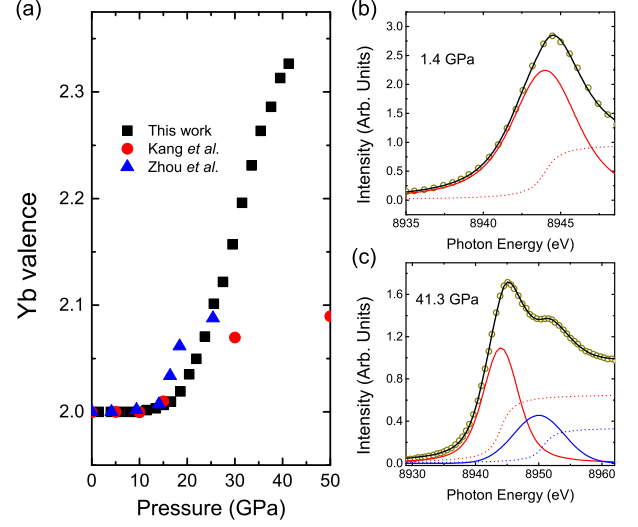 (a)
Yb valence
2.3
2.2
2.1
2.0
This work
Kang et al.
Zhou et al.
0 10 20 30 40 50
Pressure (GPa)
(b)
Intensity (Arb. Units)
3.0
2.5
2.0
1.5
1.0
0.5
0.0
1.4 GPa
8935 8940 8945
Photon Energy (eV)
(c)
Intensity (Arb. Units)
1.6
1.2
0.8
0.4
0.0
41.3 GPa
8930 8940 8950 8960
Photon Energy (eV)